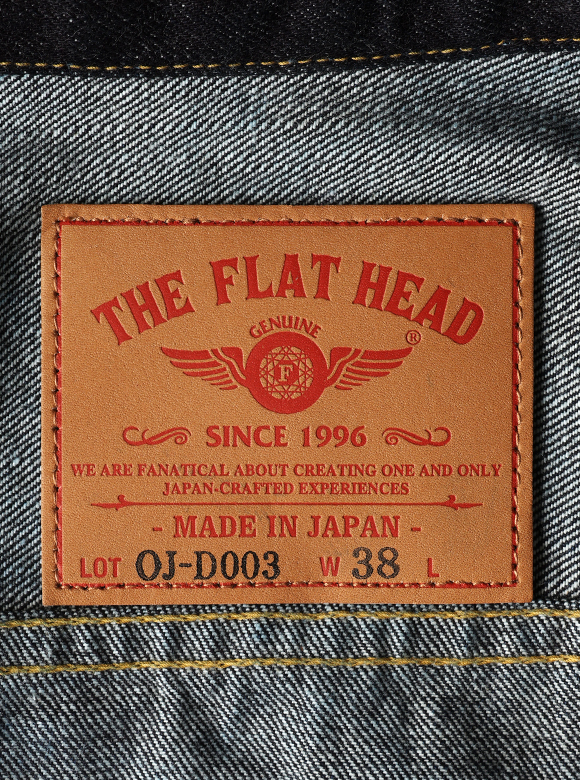 THE FLAT HEAD
GENUINE
®
F
SINCE 1996
WE ARE FANATICAL ABOUT CREATING ONE AND ONLY
JAPAN-CRAFTED EXPERIENCES
- MADE IN JAPAN -
LOT OJ-D003 W 38 L